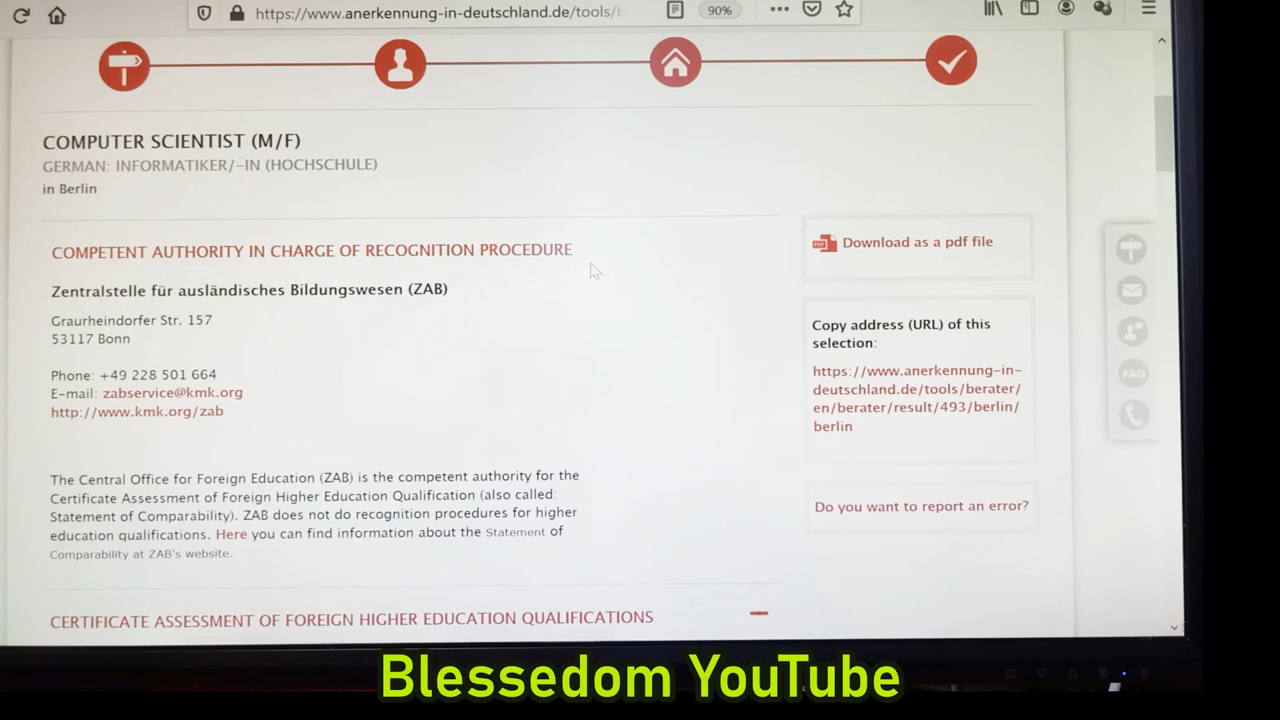 https://www.anerkennung-in-deutschland.de/tools/b
90%
COMPUTER SCIENTIST (M/F)
GERMAN: INFORMATIKER/-IN (HOCHSCHULE)
in Berlin
COMPETENT AUTHORITY IN CHARGE OF RECOGNITION PROCEDURE
Zentralstelle für ausländisches Bildungswesen (ZAB)
Graurheindorfer Str. 157
53117 Bonn
Phone: +49 228 501 664
E-mail: zabservice@kmk.org
http://www.kmk.org/zab
The Central Office for Foreign Education (ZAB) is the competent authority for the
Certificate Assessment of Foreign Higher Education Qualification (also called:
Statement of Comparability). ZAB does not do recognition procedures for higher
education qualifications. Here you can find information about the Statement of
Comparability at ZAB's website.
CERTIFICATE ASSESSMENT OF FOREIGN HIGHER EDUCATION QUALIFICATIONS
PDF
Download as a pdf file
Copy address (URL) of this
selection:
https://www.anerkennung-in-
deutschland.de/tools/berater/
en/berater/result/493/berlin/
berlin
Do you want to report an error?
FAQ
Blessedom YouTube